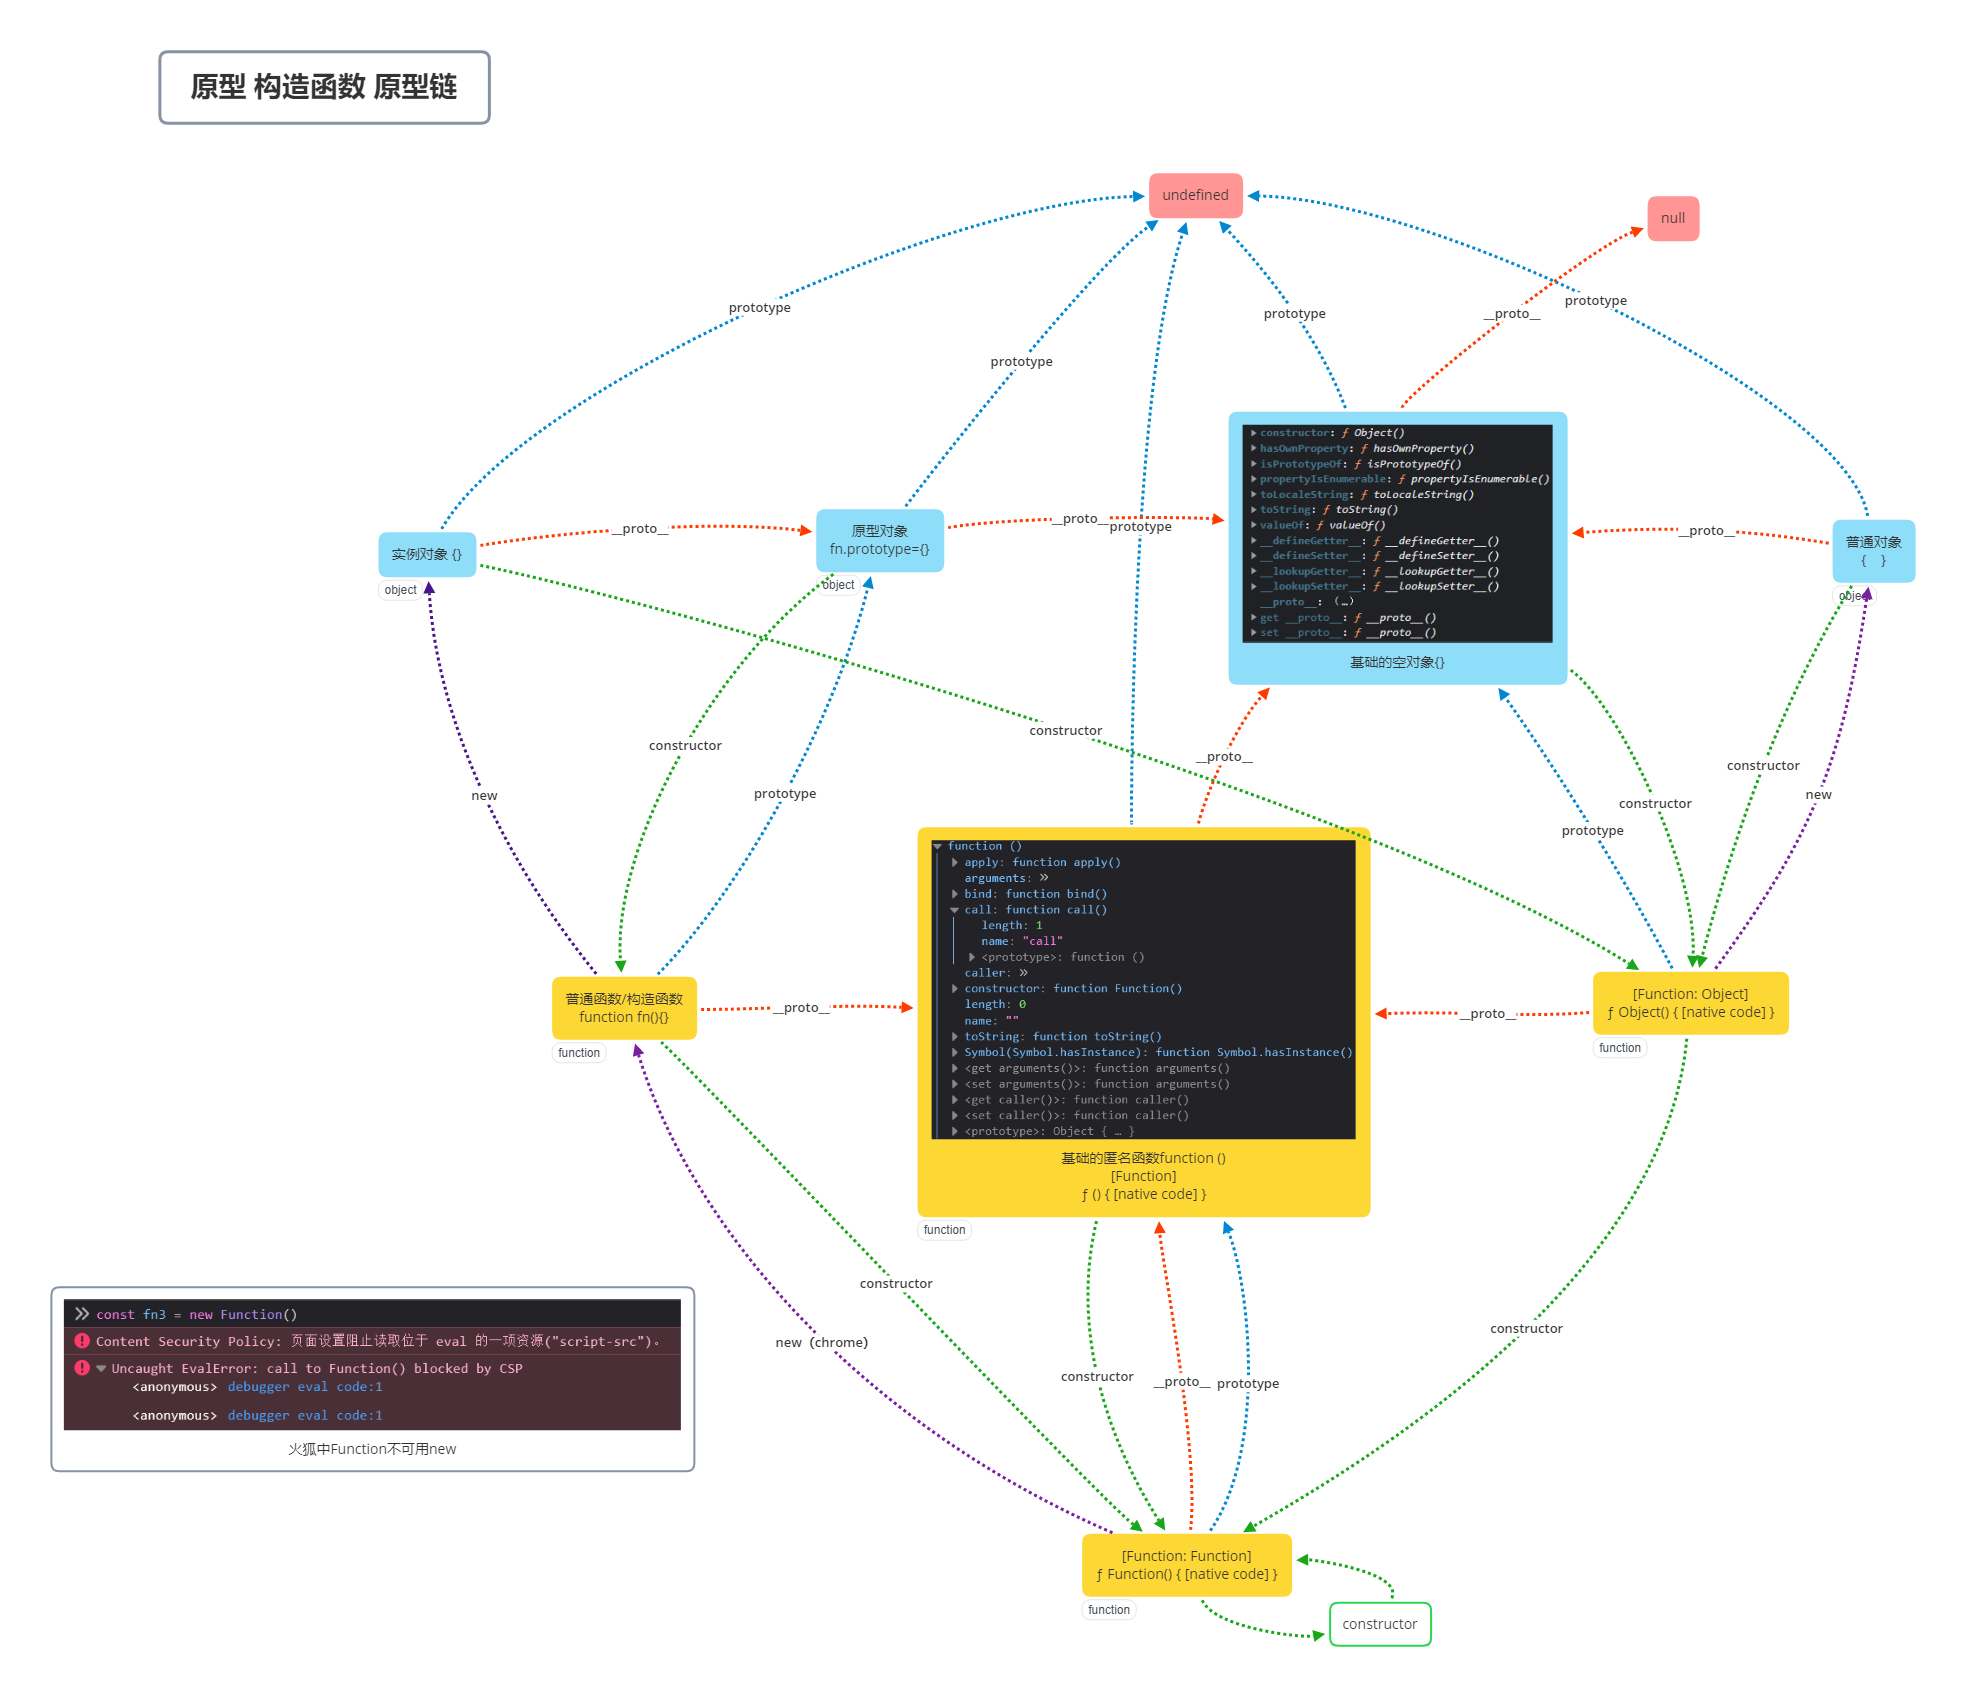 原型 构造函数 原型链
undefined
null
prototype
prototype
prototype
__proto__
prototype
prototype
constructor: ƒ Object()
hasOwnProperty: ƒ hasOwnProperty()
isPrototypeOf: ƒ isPrototypeOf()
propertyIsEnumerable: ƒ propertyIsEnumerable()
toLocaleString: ƒ toLocaleString()
toString: ƒ toString()
valueOf: ƒ valueOf()
__defineGetter__: ƒ __defineGetter__()
__defineSetter__: ƒ __defineSetter__()
__lookupGetter__: ƒ __lookupGetter__()
__lookupSetter__: ƒ __lookupSetter__()
__proto__: (…)
get __proto__: ƒ __proto__()
set __proto__: ƒ __proto__()
基础的空对象{}
实例对象 {}
object
__proto__
原型对象
fn.prototype={}
object
__proto__
prototype
__proto__
普通对象
{ }
object
constructor
constructor
__proto__
constructor
new
prototype
new
constructor
prototype
function ()
apply: function apply()
arguments: »
bind: function bind()
call: function call()
length: 1
name: "call"
<prototype>: function ()
caller: »
constructor: function Function()
length: 0
name: ""
toString: function toString()
Symbol(Symbol.hasInstance): function Symbol.hasInstance()
<get arguments()>: function arguments()
<set arguments()>: function arguments()
<get caller()>: function caller()
<set caller()>: function caller()
<prototype>: Object { … }
基础的匿名函数function ()
[Function]
ƒ () { [native code] }
function
普通函数/构造函数
function fn(){}
function
__proto__
__proto__
[Function: Object]
ƒ Object() { [native code] }
function
constructor
new (chrome)
constructor
__proto__
prototype
constructor
const fn3 = new Function()
Content Security Policy: 页面设置阻止读取位于 eval 的一项资源("script-src")。
Uncaught EvalError: call to Function() blocked by CSP
<anonymous> debugger eval code:1
<anonymous> debugger eval code:1
火狐中Function不可用new
[Function: Function]
ƒ Function() { [native code] }
function
constructor